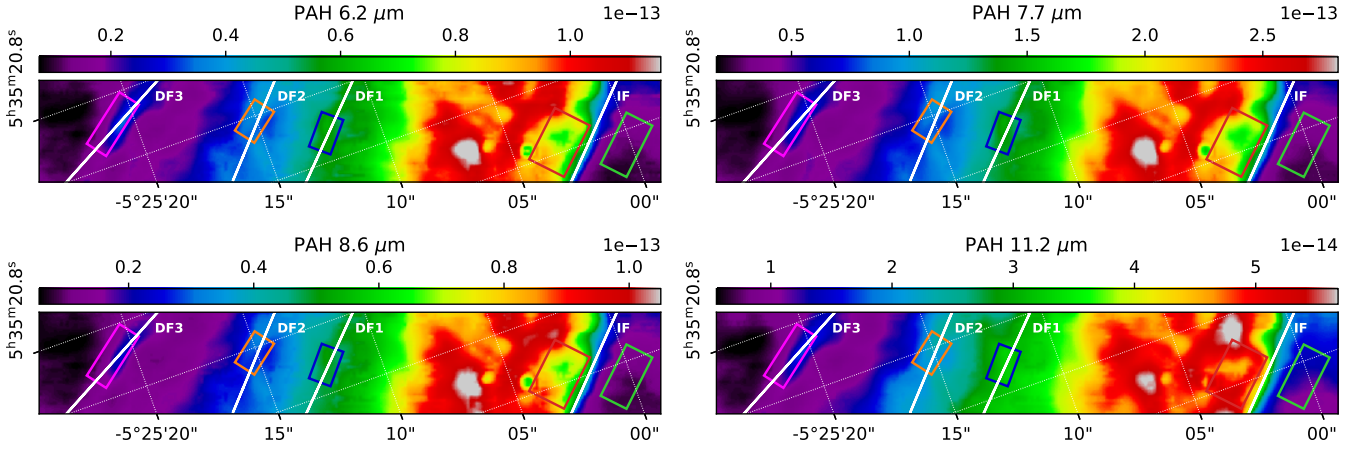 PAH 6.2 μm 1e−13
0.2 0.4 0.6 0.8 1.0
5ʰ35ᵐ20.8ˢ
DF3 DF2 DF1 IF
-5°25'20" 15" 10" 05" 00"
PAH 7.7 μm 1e−13
0.5 1.0 1.5 2.0 2.5
5ʰ35ᵐ20.8ˢ
DF3 DF2 DF1 IF
-5°25'20" 15" 10" 05" 00"
PAH 8.6 μm 1e−13
0.2 0.4 0.6 0.8 1.0
5ʰ35ᵐ20.8ˢ
DF3 DF2 DF1 IF
-5°25'20" 15" 10" 05" 00"
PAH 11.2 μm 1e−14
1 2 3 4 5
5ʰ35ᵐ20.8ˢ
DF3 DF2 DF1 IF
-5°25'20" 15" 10" 05" 00"